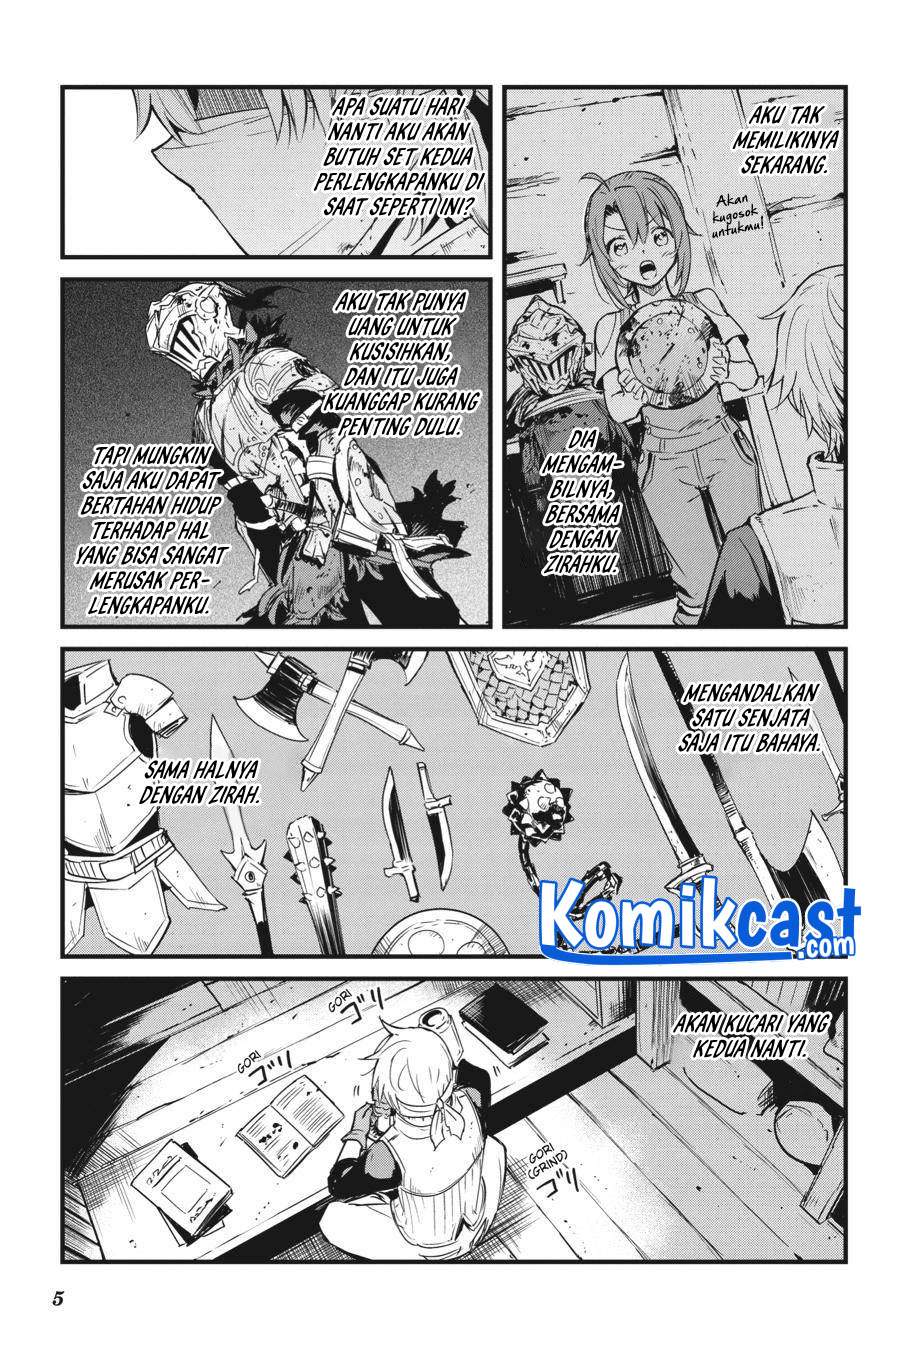 AKU TAK
MEMILIKINYA
SEKARANG.
Akan
kugosok
untukmu!
DIA
MENGAM-
BILNYA,
BERSAMA
DENGAN
ZIRAHKU.
APA SUATU HARI
NANTI AKU AKAN
BUTUH SET KEDUA
PERLENGKAPANKU DI
SAAT SEPERTI INI?
AKU TAK PUNYA
UANG UNTUK
KUSISIHKAN,
DAN ITU JUGA
KUANGGAP KURANG
PENTING DULU.
TAPI MUNGKIN
SAJA AKU DAPAT
BERTAHAN HIDUP
TERHADAP HAL
YANG BISA SANGAT
MERUSAK PER-
LENGKAPANKU.
MENGANDALKAN
SATU SENJATA
SAJA ITU BAHAYA.
SAMA HALNYA
DENGAN ZIRAH.
Komikcast
.com
AKAN KUCARI YANG
KEDUA NANTI.
GORI
ゴリ
GORI
ゴリ
GORI
(GRIND)
ゴリ
5